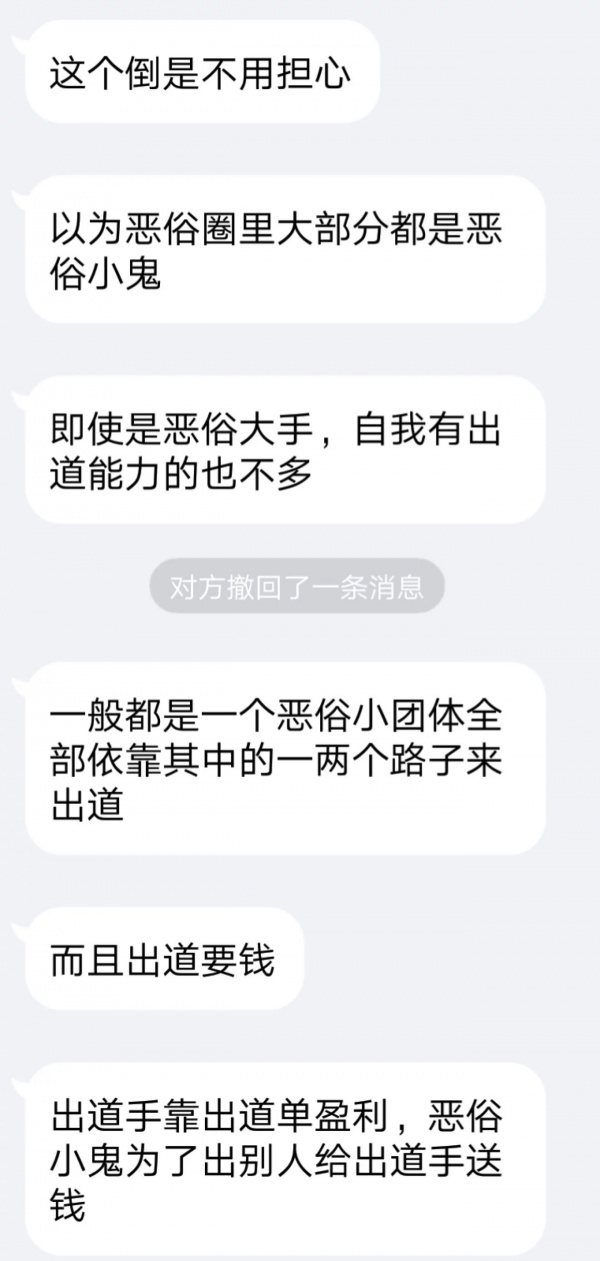 这个倒是不用担心
以为恶俗圈里大部分都是恶
俗小鬼
即使是恶俗大手，自我有出
道能力的也不多
对方撤回了一条消息
一般都是一个恶俗小团体全
部依靠其中的一两个路子来
出道
而且出道要钱
出道手靠出道单盈利，恶俗
小鬼为了出别人给出道手送
钱